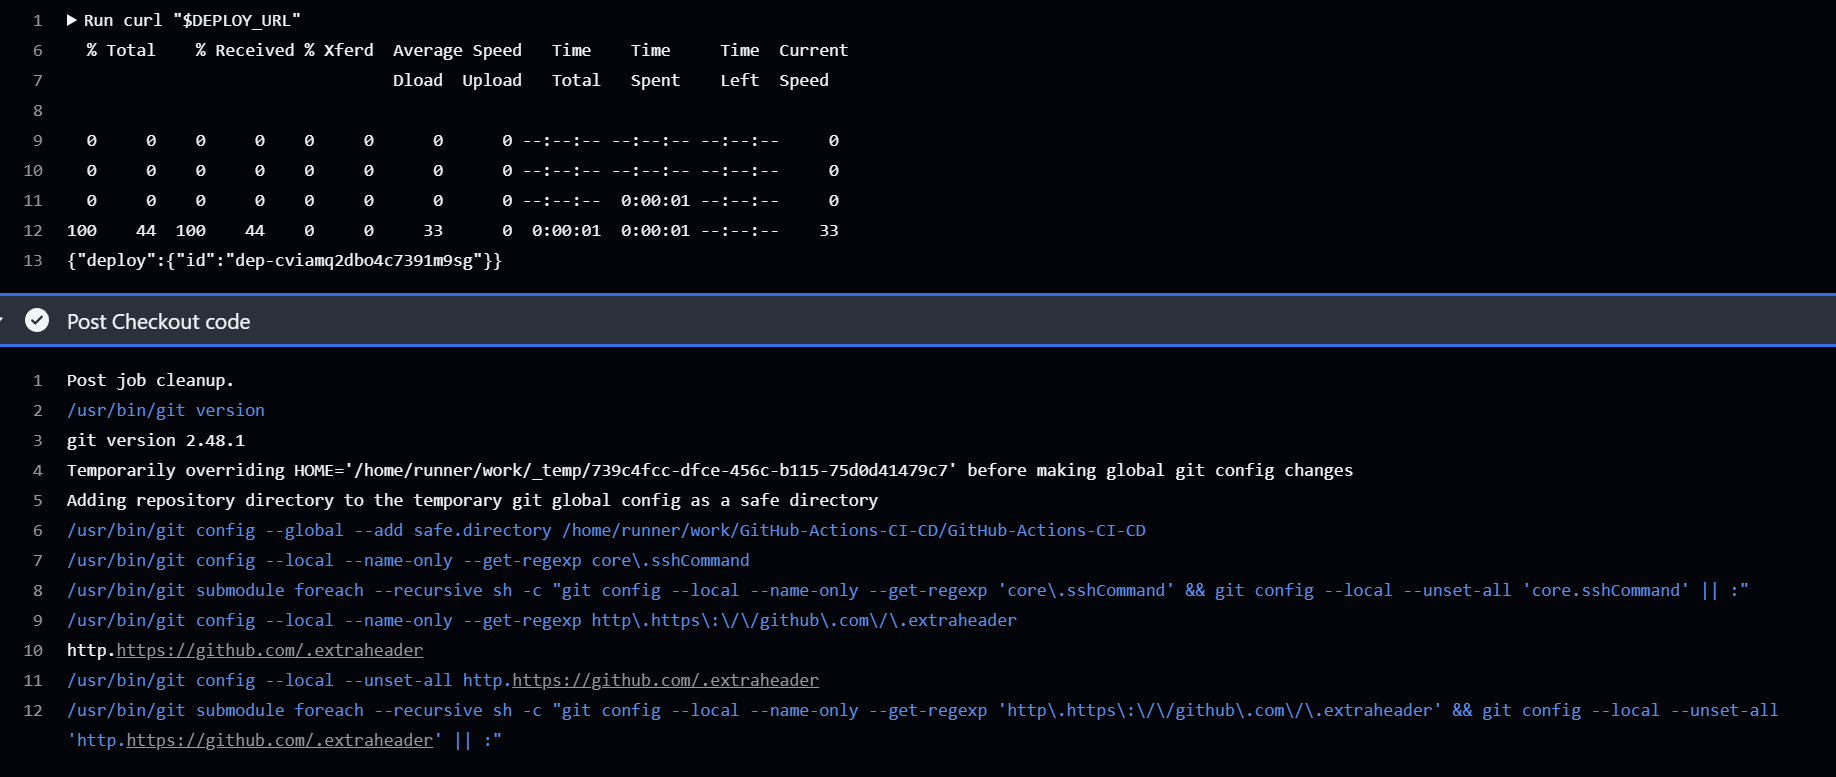 1 ▶ Run curl "$DEPLOY_URL"
6 % Total % Received % Xferd Average Speed Time Time Time Current
7 Dload Upload Total Spent Left Speed
8
9 0 0 0 0 0 0 0 0 --:--:-- --:--:-- --:--:-- 0
10 0 0 0 0 0 0 0 0 --:--:-- --:--:-- --:--:-- 0
11 0 0 0 0 0 0 0 0 --:--:-- 0:00:01 --:--:-- 0
12 100 44 100 44 0 0 33 0 0:00:01 0:00:01 --:--:-- 33
13 {"deploy":{"id":"dep-cviamq2dbo4c7391m9sg"}}
Post Checkout code
1 Post job cleanup.
2 /usr/bin/git version
3 git version 2.48.1
4 Temporarily overriding HOME='/home/runner/work/_temp/739c4fcc-dfce-456c-b115-75d0d41479c7' before making global git config changes
5 Adding repository directory to the temporary git global config as a safe directory
6 /usr/bin/git config --global --add safe.directory /home/runner/work/GitHub-Actions-CI-CD/GitHub-Actions-CI-CD
7 /usr/bin/git config --local --name-only --get-regexp core\.sshCommand
8 /usr/bin/git submodule foreach --recursive sh -c "git config --local --name-only --get-regexp 'core\.sshCommand' && git config --local --unset-all 'core.sshCommand' || :"
9 /usr/bin/git config --local --name-only --get-regexp http\.https\:\/\/github\.com\/\.extraheader
10 http.https://github.com/.extraheader
11 /usr/bin/git config --local --unset-all http.https://github.com/.extraheader
12 /usr/bin/git submodule foreach --recursive sh -c "git config --local --name-only --get-regexp 'http\.https\:\/\/github\.com\/\.extraheader' && git config --local --unset-all
'http.https://github.com/.extraheader' || :"